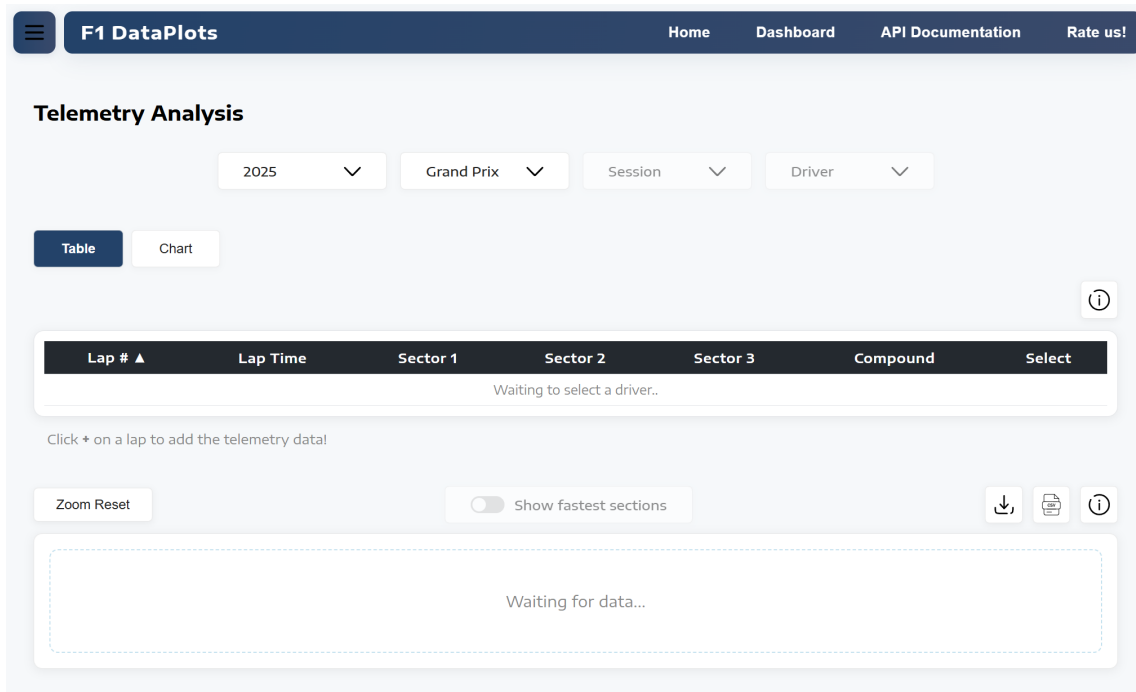 F1 DataPlots Home Dashboard API Documentation Rate us!
Telemetry Analysis
2025 Grand Prix Session Driver
Table Chart
Lap # ▲ Lap Time Sector 1 Sector 2 Sector 3 Compound Select
Waiting to select a driver..
Click + on a lap to add the telemetry data!
Zoom Reset Show fastest sections CSV
Waiting for data...